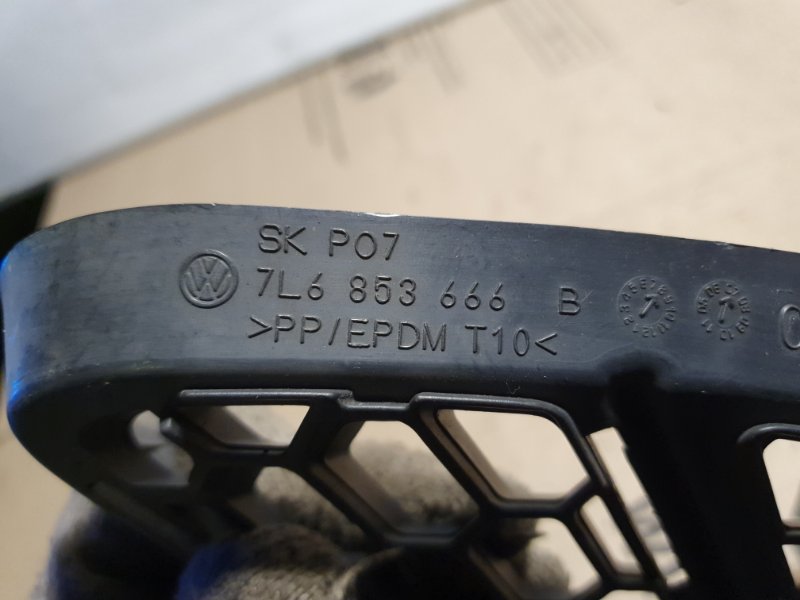 SK P07
7L6 853 666 B
>PP/EPDM T10<